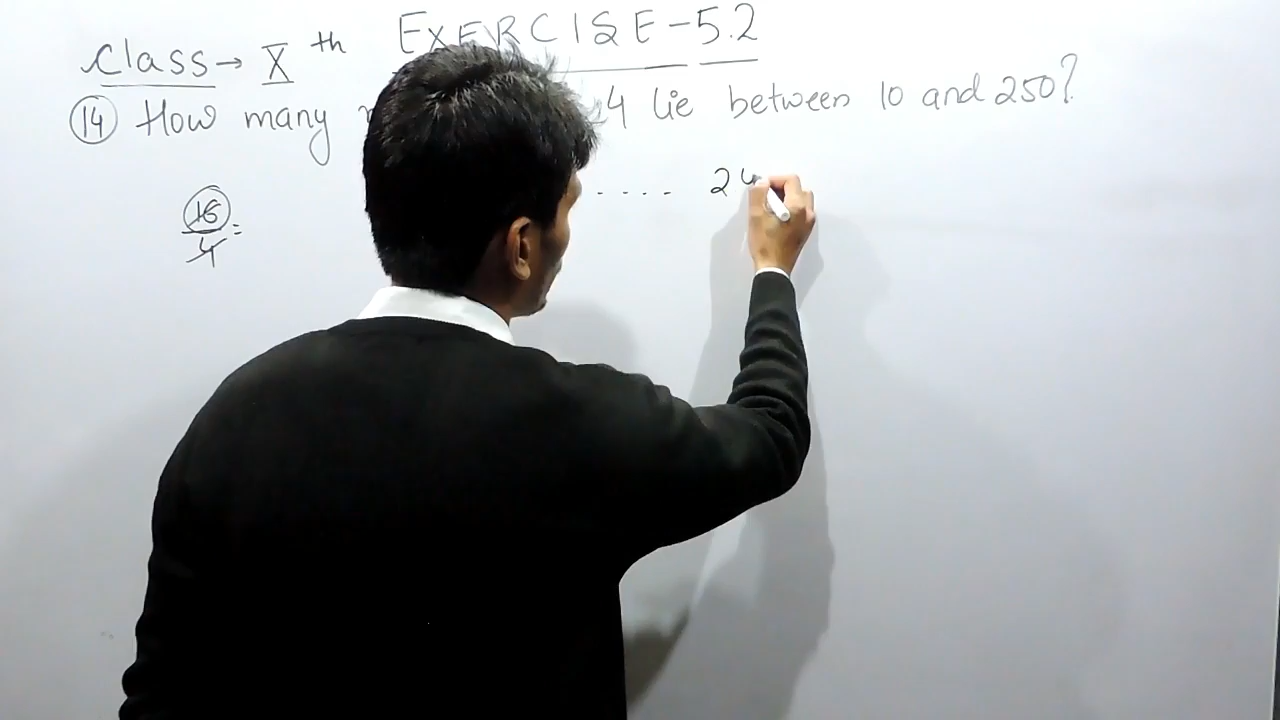 Class → X th EXERCISE-5.2
14 How many 4 lie between 10 and 250?
.... 24
16/4 =